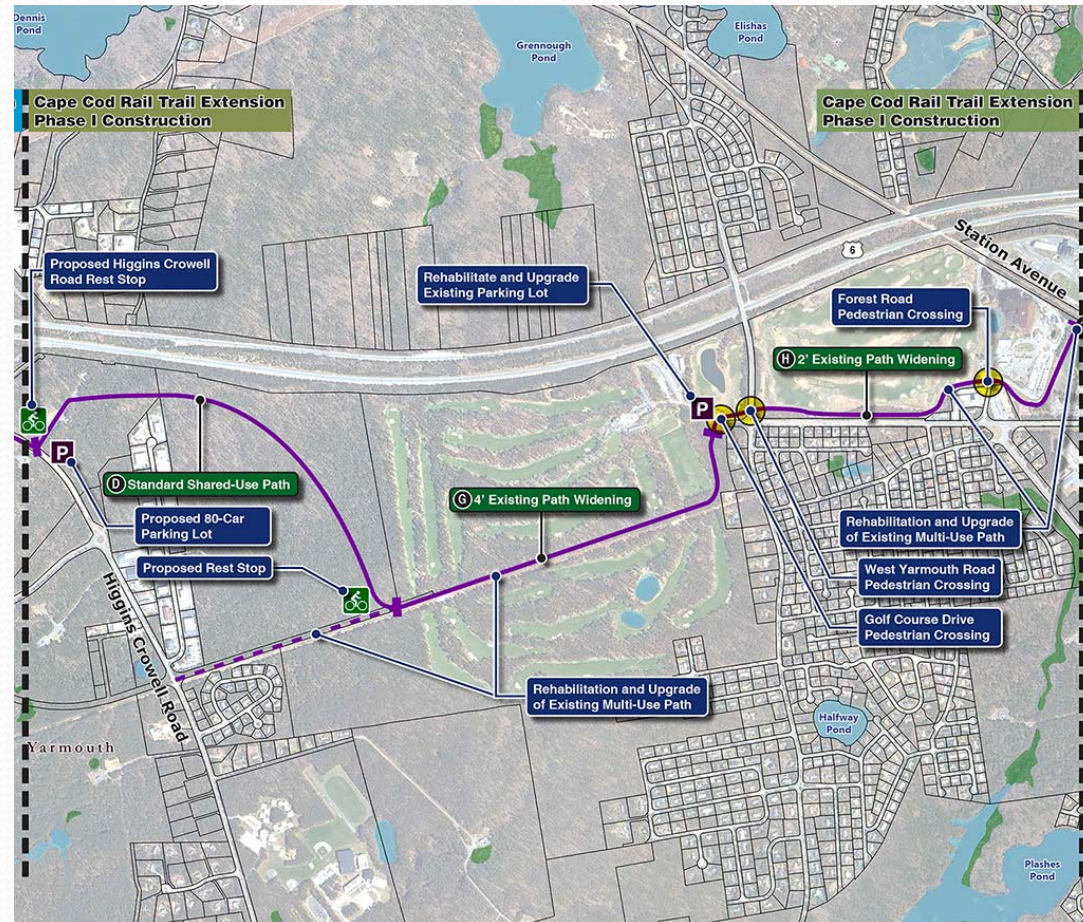 Dennis
Pond
Grennough
Pond
Elishas
Pond
Cape Cod Rail Trail Extension
Phase I Construction
Cape Cod Rail Trail Extension
Phase I Construction
6
Station Avenue
Proposed Higgins Crowell
Road Rest Stop
Rehabilitate and Upgrade
Existing Parking Lot
Forest Road
Pedestrian Crossing
H 2' Existing Path Widening
P
P
D Standard Shared-Use Path
G 4' Existing Path Widening
Proposed 80-Car
Parking Lot
Rehabilitation and Upgrade
of Existing Multi-Use Path
Proposed Rest Stop
West Yarmouth Road
Pedestrian Crossing
Higgins Crowell Road
Golf Course Drive
Pedestrian Crossing
Rehabilitation and Upgrade
of Existing Multi-Use Path
Halfway
Pond
Yarmouth
Plashes
Pond